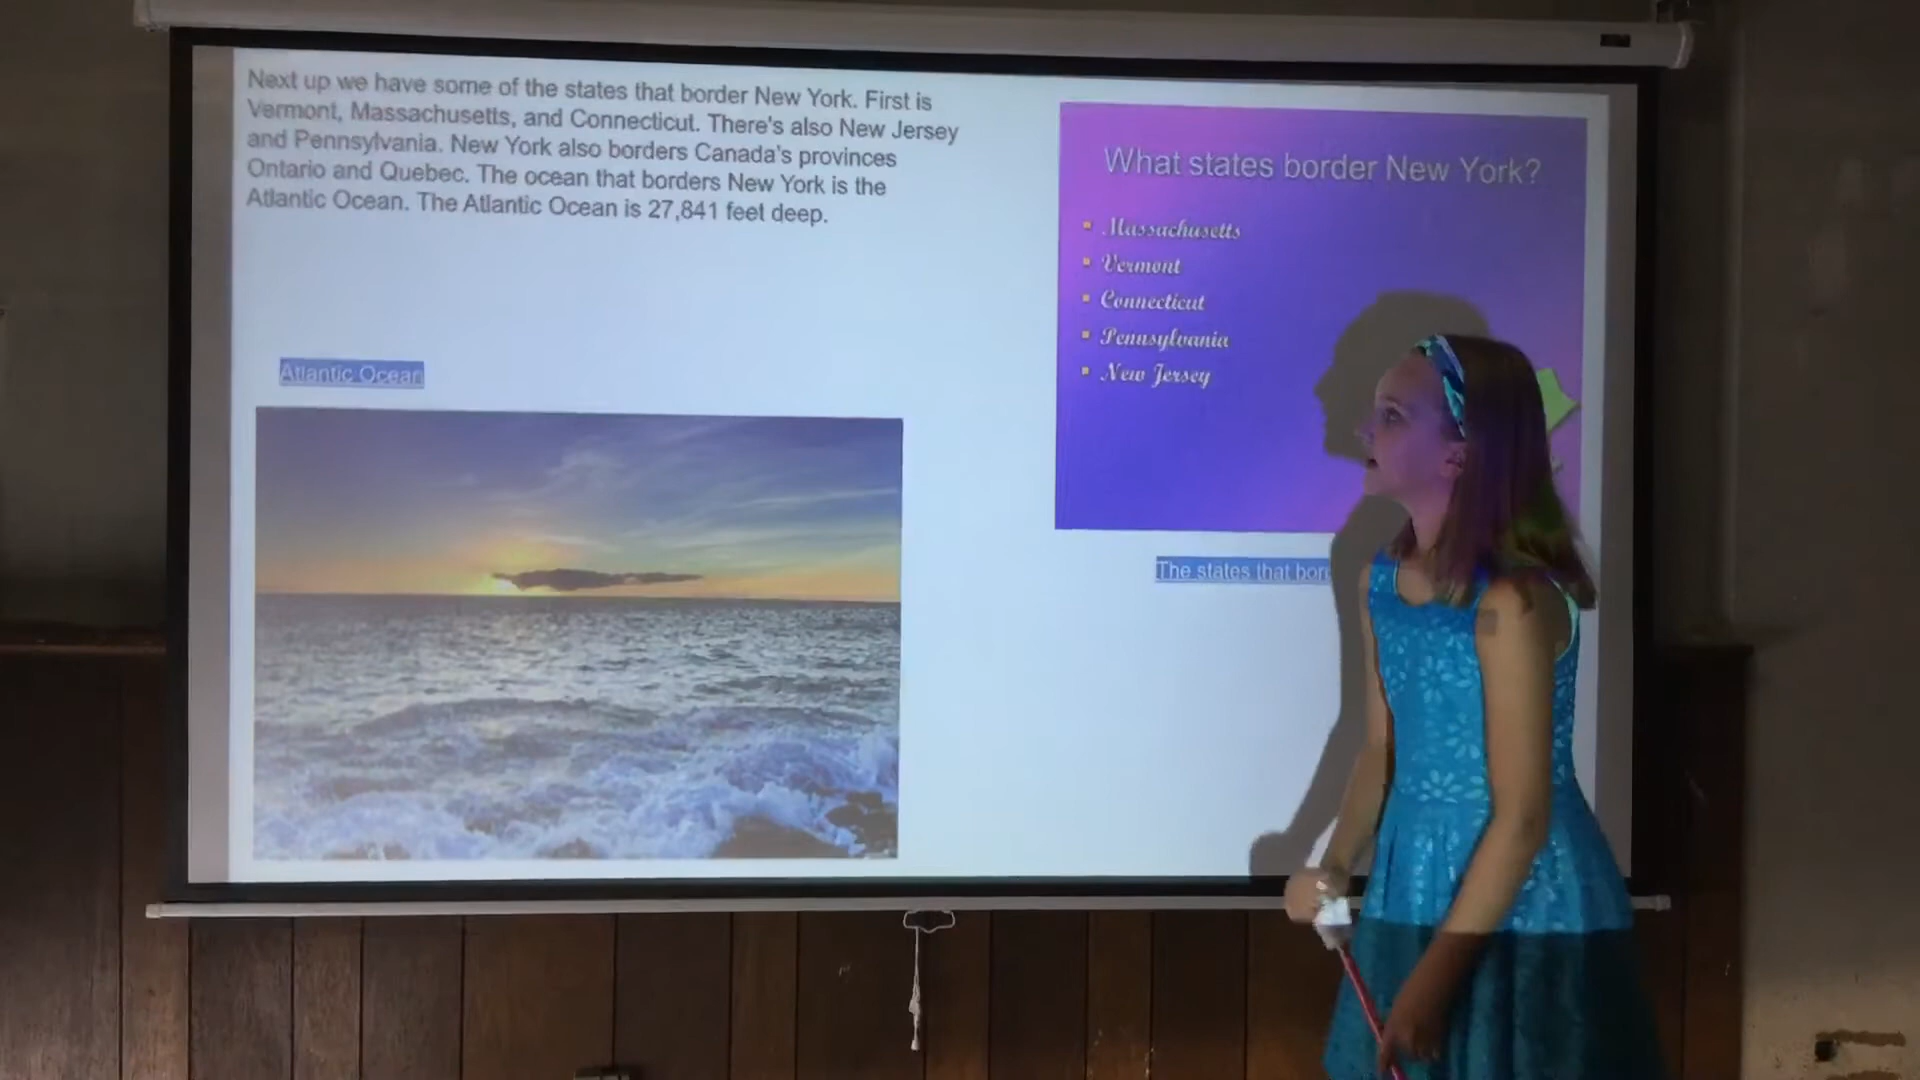 Next up we have some of the states that border New York. First is
Vermont, Massachusetts, and Connecticut. There's also New Jersey
and Pennsylvania. New York also borders Canada's provinces
Ontario and Quebec. The ocean that borders New York is the
Atlantic Ocean. The Atlantic Ocean is 27,841 feet deep.
Atlantic Ocean
What states border New York?
Massachusetts
Vermont
Connecticut
Pennsylvania
New Jersey
The states that